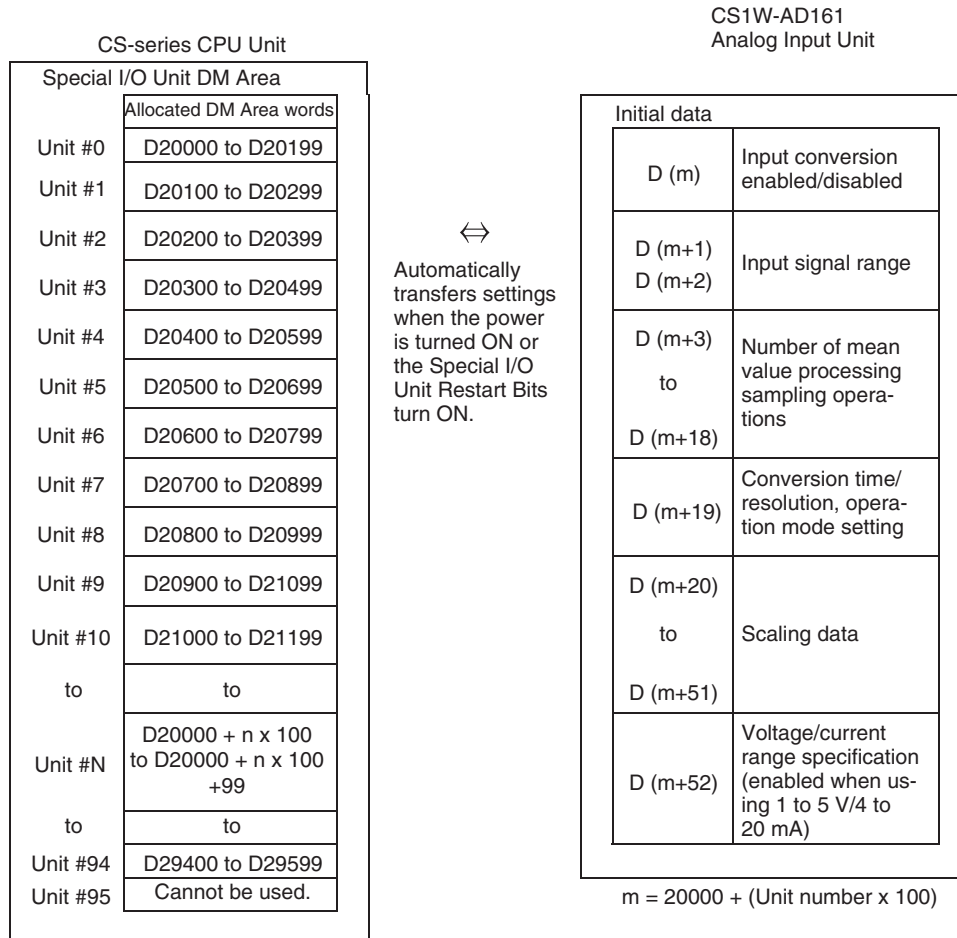 CS-series CPU Unit
Special I/O Unit DM Area
Allocated DM Area words
Unit #0 D20000 to D20199
Unit #1 D20100 to D20299
Unit #2 D20200 to D20399
Unit #3 D20300 to D20499
Unit #4 D20400 to D20599
Unit #5 D20500 to D20699
Unit #6 D20600 to D20799
Unit #7 D20700 to D20899
Unit #8 D20800 to D20999
Unit #9 D20900 to D21099
Unit #10 D21000 to D21199
to to
Unit #N D20000 + n x 100
to D20000 + n x 100
+99
to to
Unit #94 D29400 to D29599
Unit #95 Cannot be used.
⇔
Automatically
transfers settings
when the power
is turned ON or
the Special I/O
Unit Restart Bits
turn ON.
CS1W-AD161
Analog Input Unit
Initial data
D (m)
Input conversion
enabled/disabled
D (m+1)
D (m+2)
Input signal range
D (m+3)
to
D (m+18)
Number of mean
value processing
sampling opera-
tions
D (m+19)
Conversion time/
resolution, opera-
tion mode setting
D (m+20)
to
D (m+51)
Scaling data
D (m+52)
Voltage/current
range specification
(enabled when us-
ing 1 to 5 V/4 to
20 mA)
m = 20000 + (Unit number x 100)